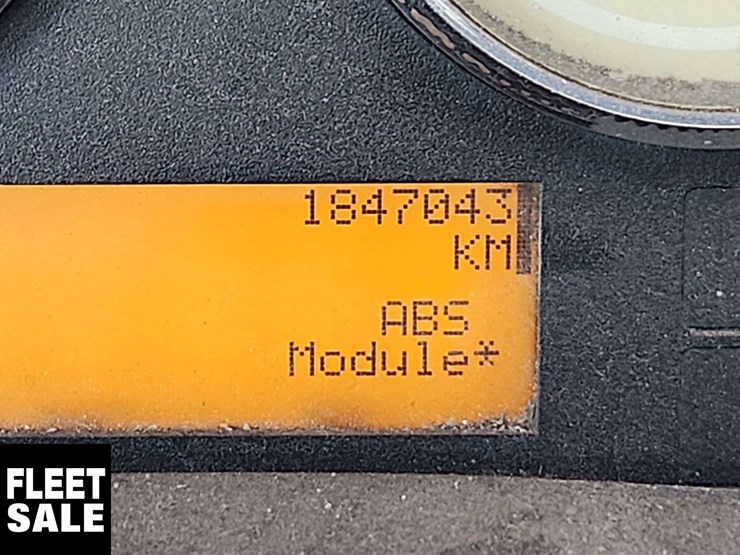 1847043
KM
ABS
Module*
FLEET
SALE